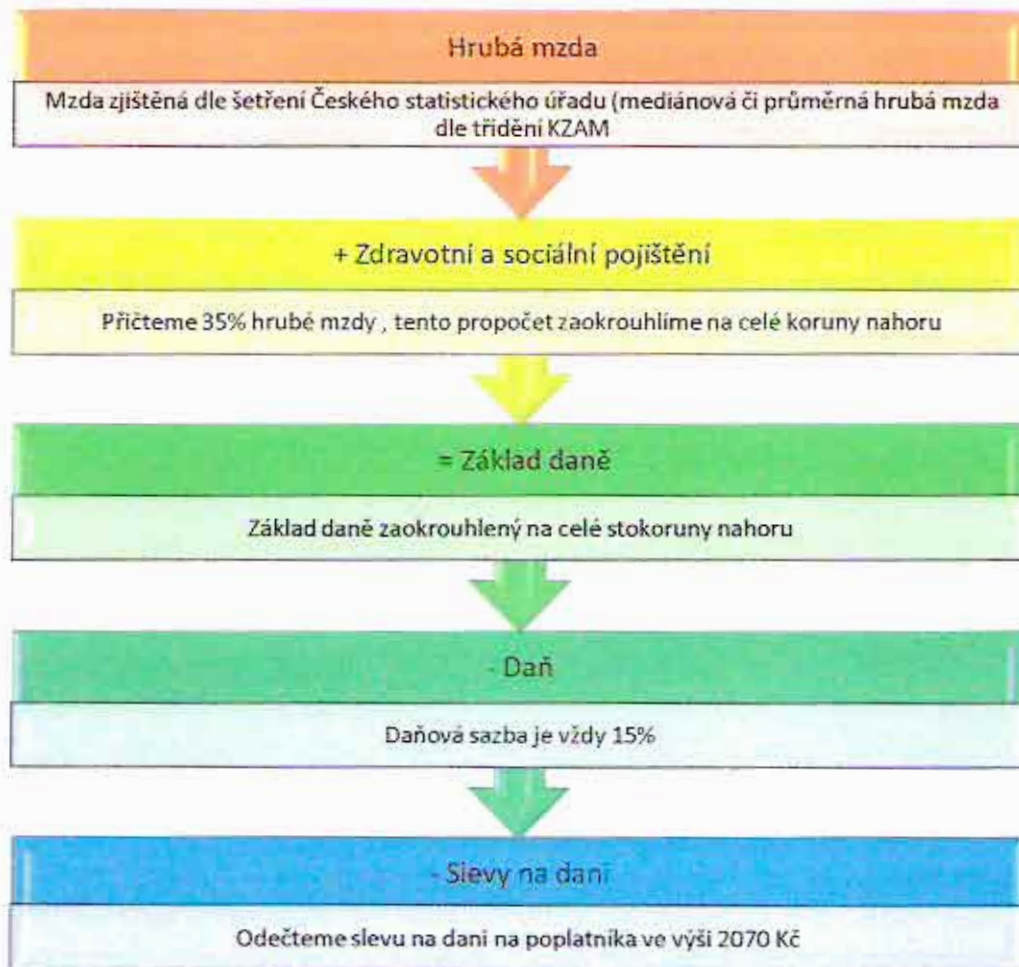 Hrubá mzda
Mzda zjištěná dle šetření Českého statistického úřadu (mediánová či průměrná hrubá mzda
dle třídění KZAM
+ Zdravotní a sociální pojištění
Přičteme 35% hrubé mzdy , tento propočet zaokrouhlíme na celé koruny nahoru
= Základ daně
Základ daně zaokrouhlený na celé stokoruny nahoru
- Daň
Daňová sazba je vždy 15%
- Slevy na dani
Odečteme slevu na dani na poplatníka ve výši 2070 Kč